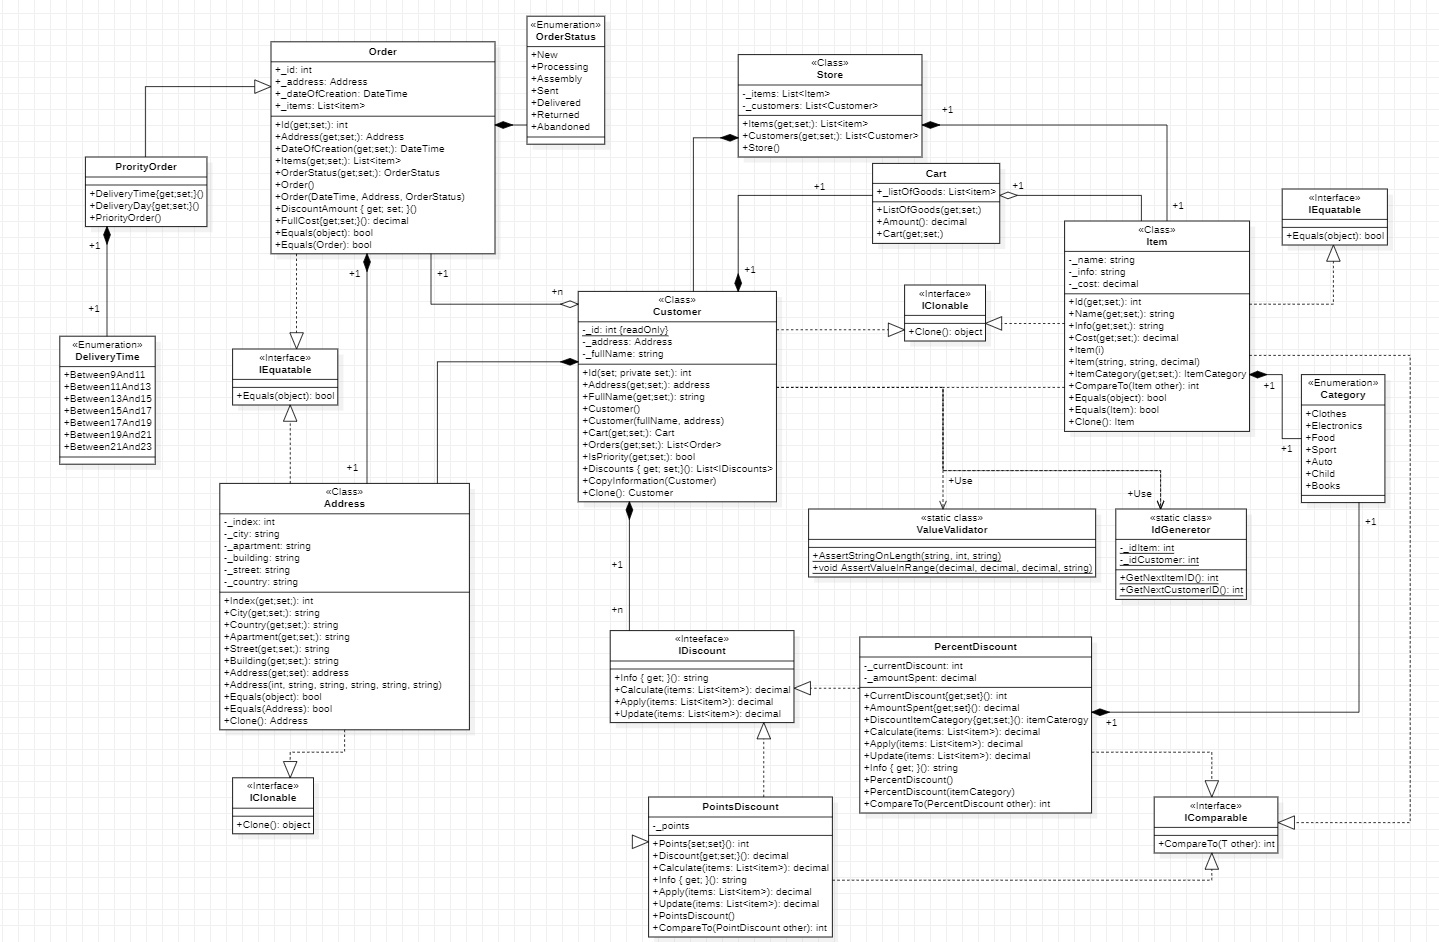 Order
+_id: int
+_address: Address
+_dateOfCreation: DateTime
+_items: List<item>
+Id(get;set;): int
+Address(get;set;): Address
+DateOfCreation(get;set;): DateTime
+Items(get;set;): List<item>
+OrderStatus(get;set;): OrderStatus
+Order()
+Order(DateTime, Address, OrderStatus)
+DiscountAmount { get; set; }()
+FullCost{get;set;}(): decimal
+Equals(object): bool
+Equals(Order): bool
«Enumeration»
OrderStatus
+New
+Processing
+Assembly
+Sent
+Delivered
+Returned
+Abandoned
«Class»
Store
-_items: List<Item>
-_customers: List<Customer>
+Items(get;set;): List<item>
+Customers(get;set;): List<Customer>
+Store()
+1
ProrityOrder
+DeliveryTime{get;set;}()
+DeliveryDay{get;set;}()
+PriorityOrder()
Cart
+_listOfGoods: List<item>
+ListOfGoods(get;set;)
+Amount(): decimal
+Cart(get;set;)
+1
+1
+1
«Interface»
IEquatable
+Equals(object): bool
«Class»
Item
-_name: string
-_info: string
-_cost: decimal
+Id(get;set;): int
+Name(get;set;): string
+Info(get;set;): string
+Cost(get;set;): decimal
+Item(i)
+Item(string, string, decimal)
+ItemCategory(get;set;): ItemCategory
+CompareTo(Item other): int
+Equals(object): bool
+Equals(Item): bool
+Clone(): Item
+1
+1
+1
+1
+n
+1
«Class»
Customer
-_id: int {readOnly}
-_address: Address
-_fullName: string
+Id(set; private set;): int
+Address(get;set;): address
+FullName(get;set;): string
+Customer()
+Customer(fullName, address)
+Cart(get;set;): Cart
+Orders(get;set;): List<Order>
+IsPriority(get;set;): bool
+Discounts { get; set;}(): List<IDiscounts>
+CopyInformation(Customer)
+Clone(): Customer
«Interface»
IClonable
+Clone(): object
+1
«Enumeration»
DeliveryTime
+Between9And11
+Between11And13
+Between13And15
+Between15And17
+Between17And19
+Between19And21
+Between21And23
«Interface»
IEquatable
+Equals(object): bool
+1
+1
+1
«Enumeration»
Category
+Clothes
+Electronics
+Food
+Sport
+Auto
+Child
+Books
+1
«Class»
Address
-_index: int
-_city: string
-_apartment: string
-_building: string
-_street: string
-_country: string
+Index(get;set;): int
+City(get;set;): string
+Country(get;set;): string
+Apartment(get;set;): string
+Street(get;set;): string
+Building(get;set;): string
+Address(get;set): address
+Address(int, string, string, string, string, string)
+Equals(object): bool
+Equals(Address): bool
+Clone(): Address
+Use
+Use
«static class»
ValueValidator
+AssertStringOnLength(string, int, string)
+void AssertValueInRange(decimal, decimal, decimal, string)
«static class»
IdGeneretor
-_idItem: int
-_idCustomer: int
+GetNextItemID(): int
+GetNextCustomerID(): int
+1
+n
«Inteeface»
IDiscount
+Info { get; }(): string
+Calculate(items: List<item>): decimal
+Apply(items: List<item>): decimal
+Update(items: List<item>): decimal
PercentDiscount
-_currentDiscount: int
-_amountSpent: decimal
+CurrentDiscount{get;set}(): int
+AmountSpent{get;set}(): decimal
+DiscountItemCategory{get;set;}(): itemCaterogy
+Calculate(items: List<item>): decimal
+Apply(items: List<item>): decimal
+Update(items: List<item>): decimal
+Info { get; }(): string
+PercentDiscount()
+PercentDiscount(itemCategory)
+CompareTo(PercentDiscount other): int
+1
«Interface»
IClonable
+Clone(): object
PointsDiscount
-_points
+Points{set;set}(): int
+Discount{get;set;}(): decimal
+Calculate(items: List<item>): decimal
+Info { get; }(): string
+Apply(items: List<item>): decimal
+Update(items: List<item>): decimal
+PointsDiscount()
+CompareTo(PointDiscount other): int
«Interface»
IComparable
+CompareTo(T other): int